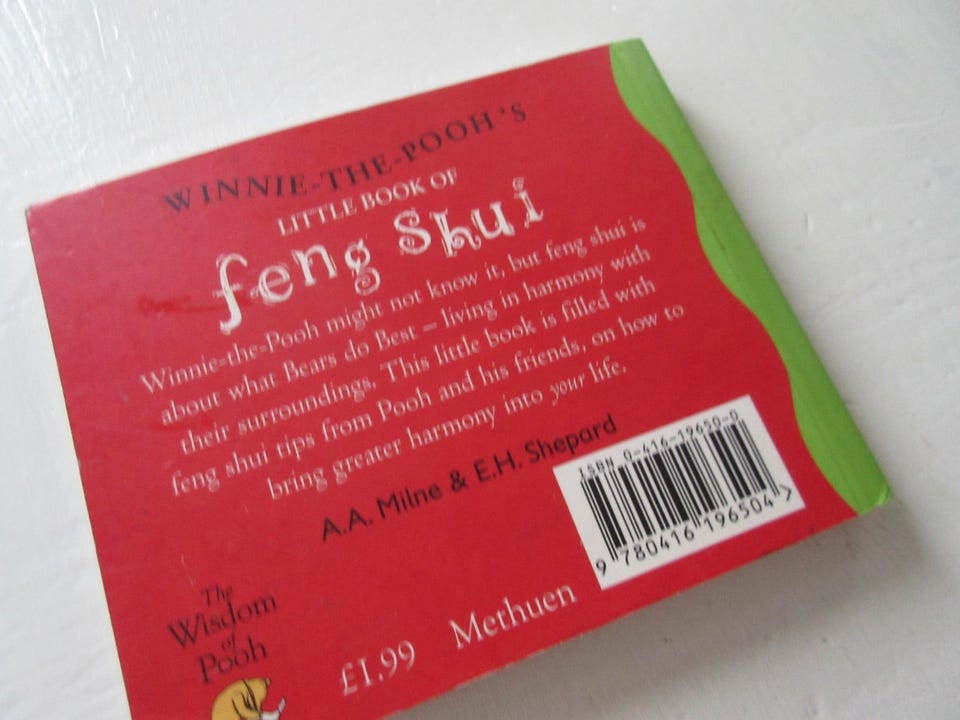 WINNIE-THE-POOH'S
LITTLE BOOK OF
feng shui
Winnie-the-Pooh might not know it, but feng shui is
about what Bears do Best – living in harmony with
their surroundings. This little book is filled with
feng shui tips from Pooh and his friends, on how to
bring greater harmony into your life.
A.A. Milne & E.H. Shepard
ISBN 0-416-19650-0
9 780416 196504 >
The
Wisdom
of
Pooh
£1.99 Methuen